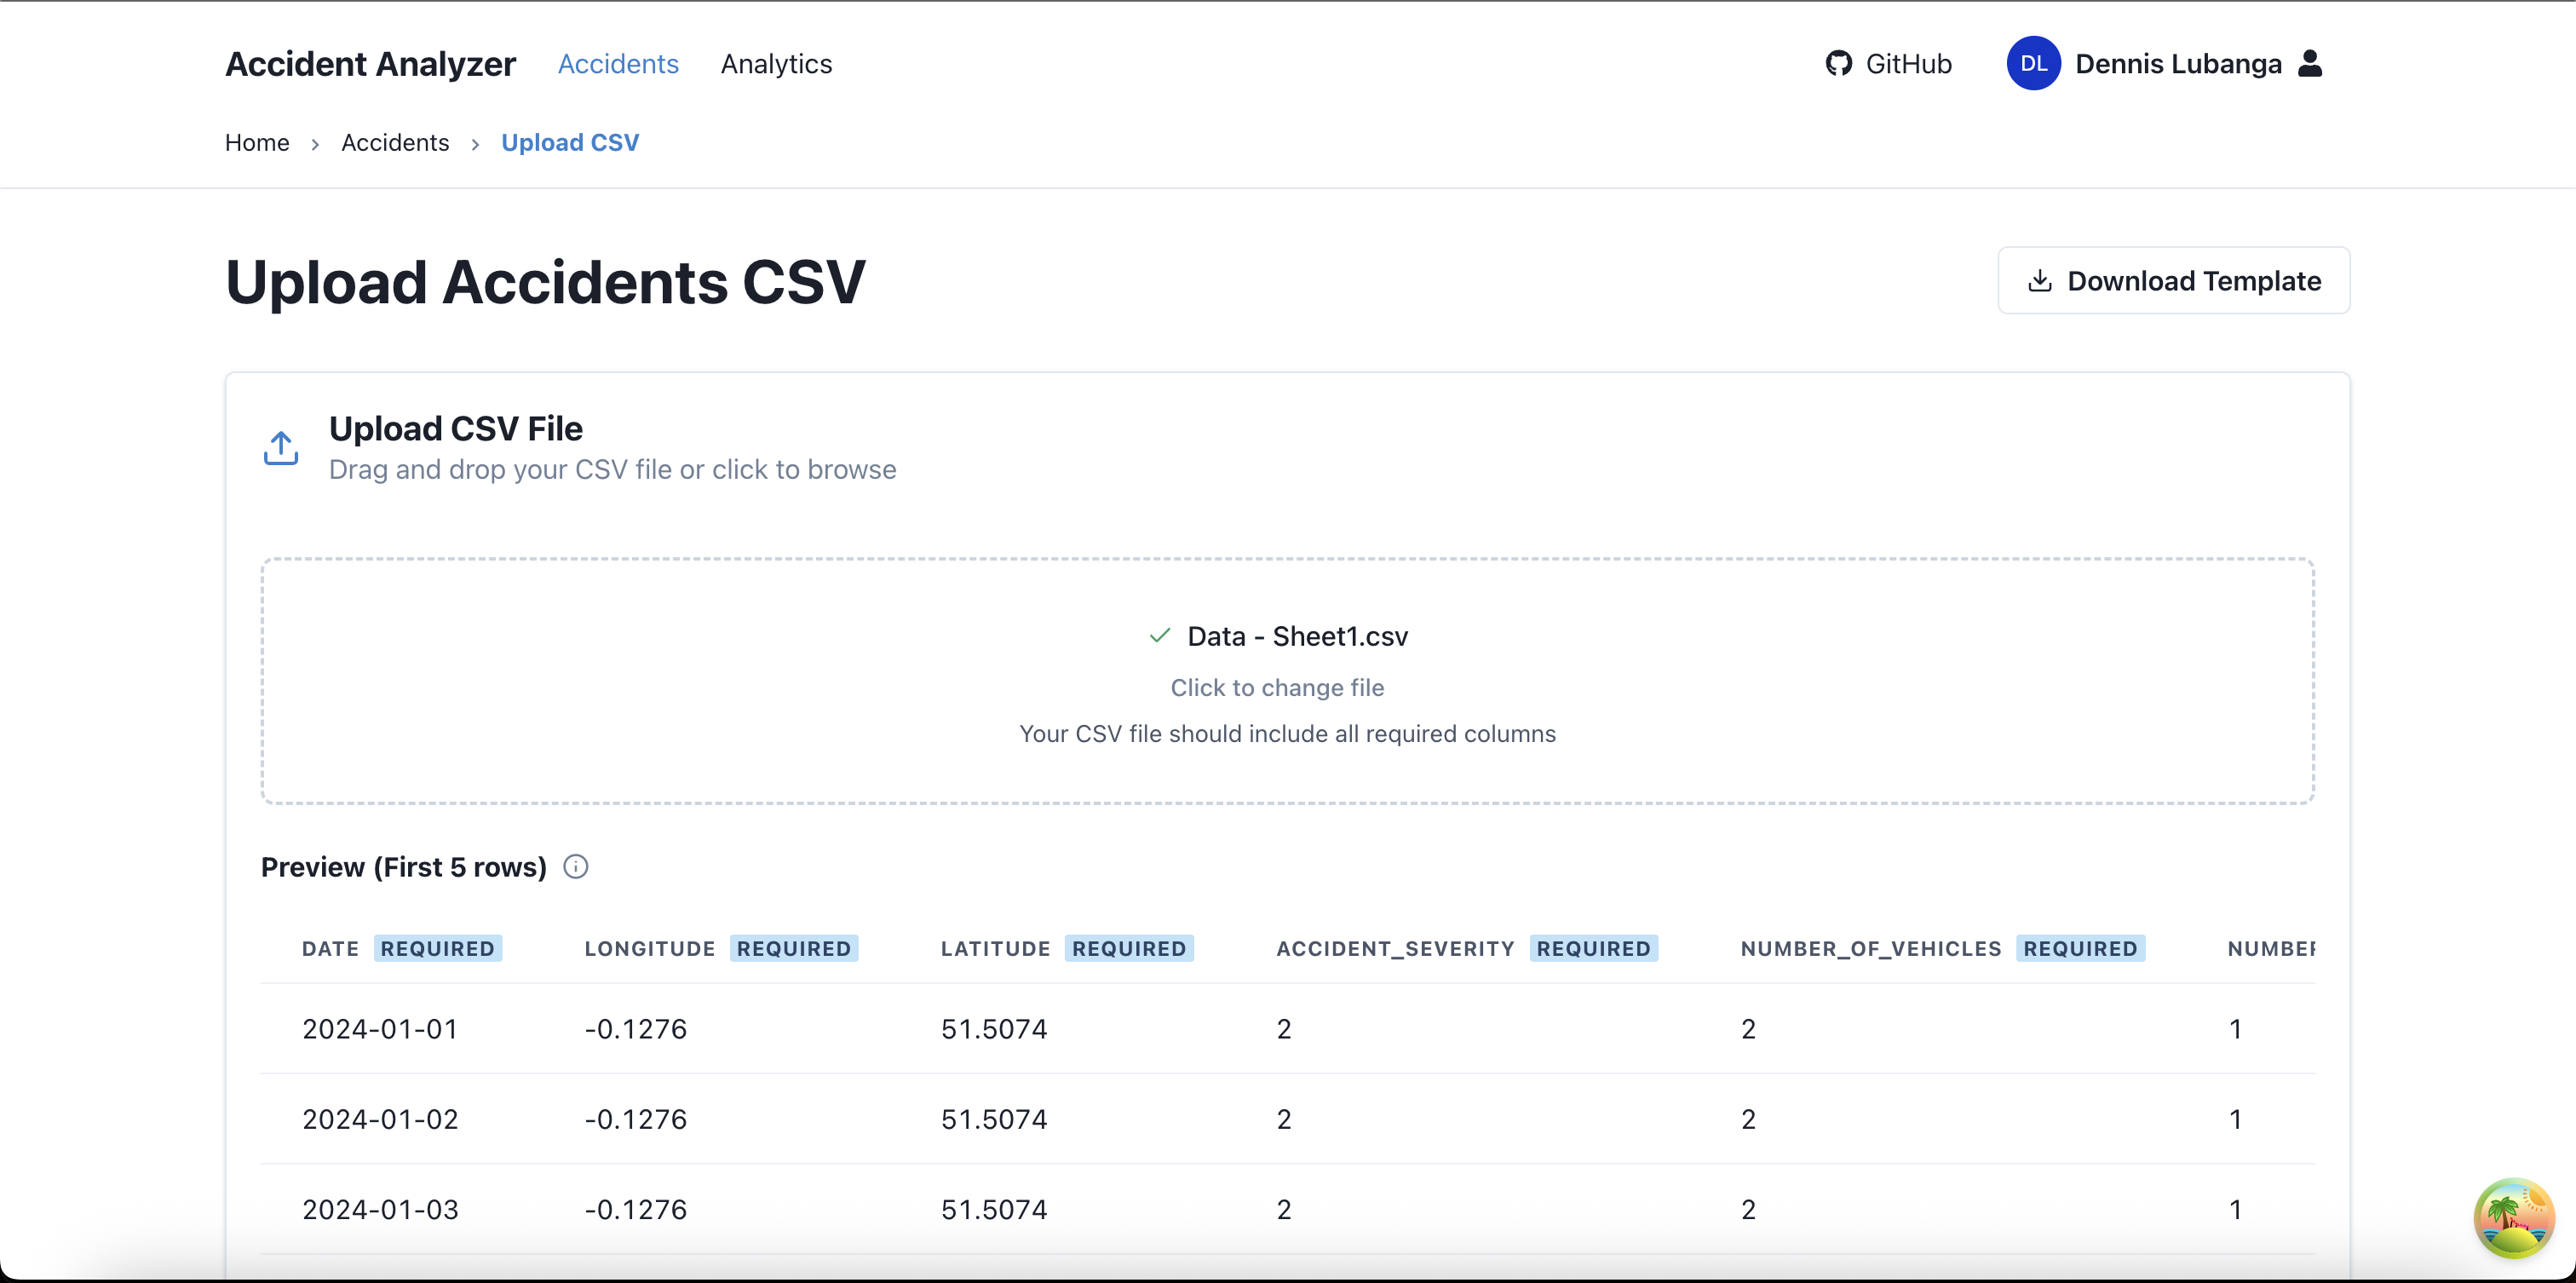 Accident Analyzer Accidents Analytics GitHub DL Dennis Lubanga
Home › Accidents › Upload CSV
Upload Accidents CSV Download Template
Upload CSV File
Drag and drop your CSV file or click to browse
Data - Sheet1.csv
Click to change file
Your CSV file should include all required columns
Preview (First 5 rows)
DATE REQUIRED LONGITUDE REQUIRED LATITUDE REQUIRED ACCIDENT_SEVERITY REQUIRED NUMBER_OF_VEHICLES REQUIRED NUMBER
2024-01-01 -0.1276 51.5074 2 2 1
2024-01-02 -0.1276 51.5074 2 2 1
2024-01-03 -0.1276 51.5074 2 2 1